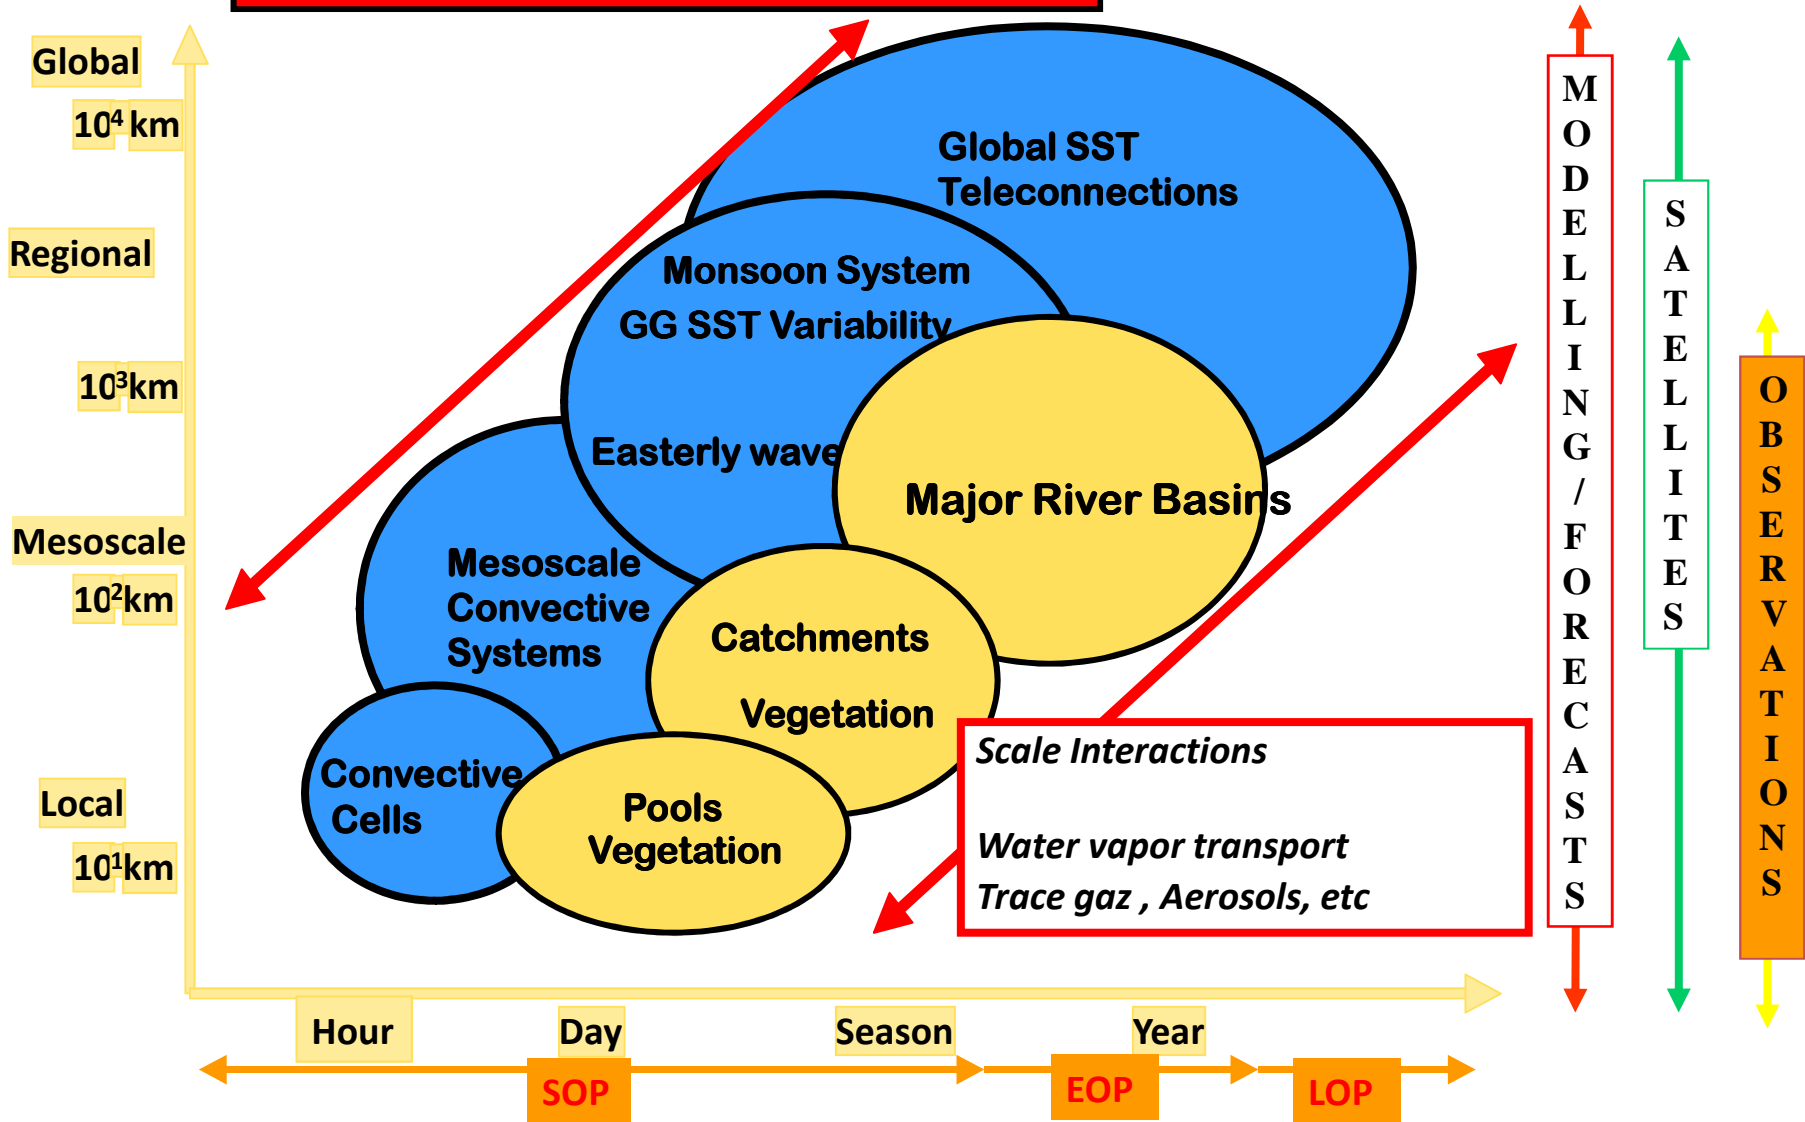 Global
10⁴ km
Regional
10³km
Mesoscale
10²km
Local
10¹km
Global SST
Teleconnections
Monsoon System
GG SST Variability
Easterly wave
Major River Basins
Mesoscale
Convective
Systems
Catchments
Vegetation
Convective
Cells
Pools
Vegetation
Scale Interactions
Water vapor transport
Trace gaz , Aerosols, etc
Hour
Day
Season
Year
SOP
EOP
LOP
MODELLING/FORECASTS
SATELLITES
OBSERVATIONS